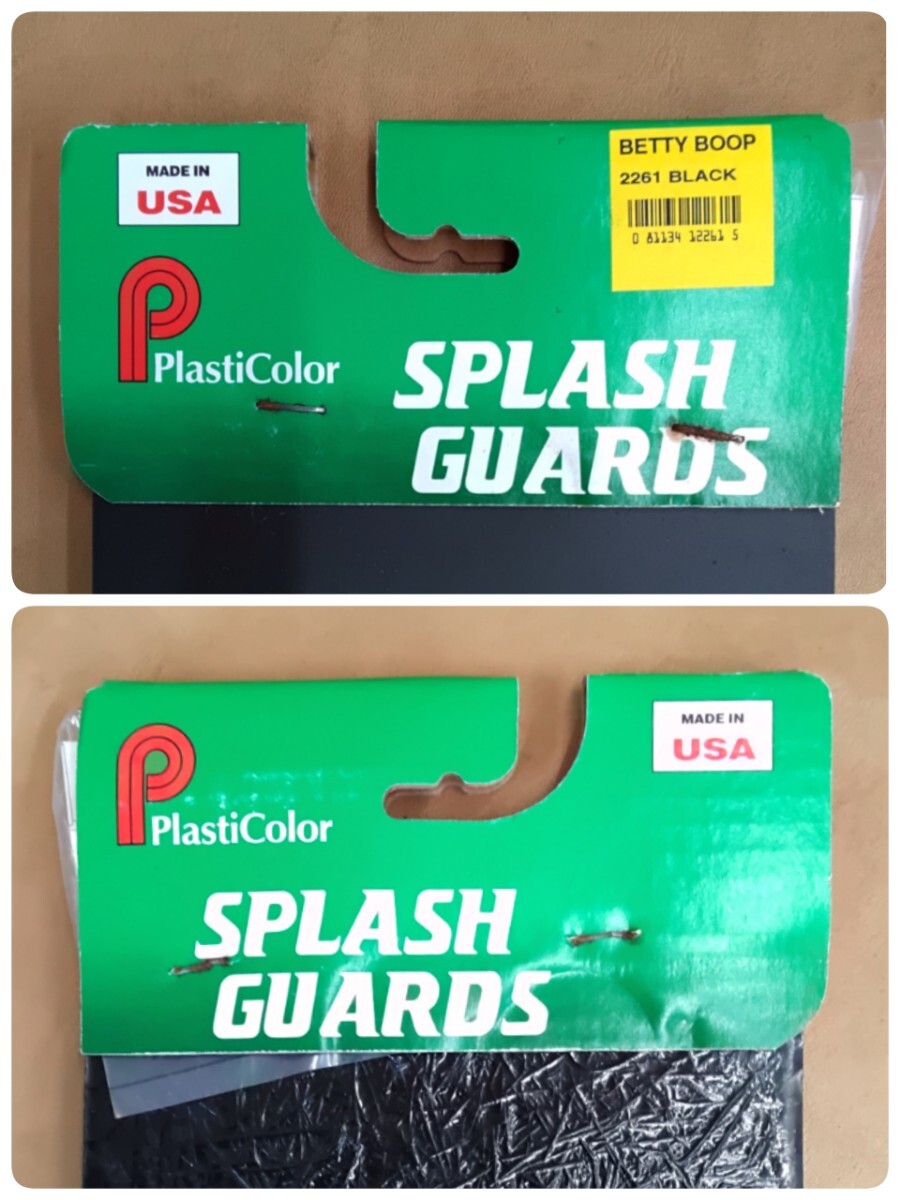 MADE IN
USA
BETTY BOOP
2261 BLACK
0 81134 12261 5
PlastiColor
SPLASH
GUARDS
PlastiColor
MADE IN
USA
SPLASH
GUARDS